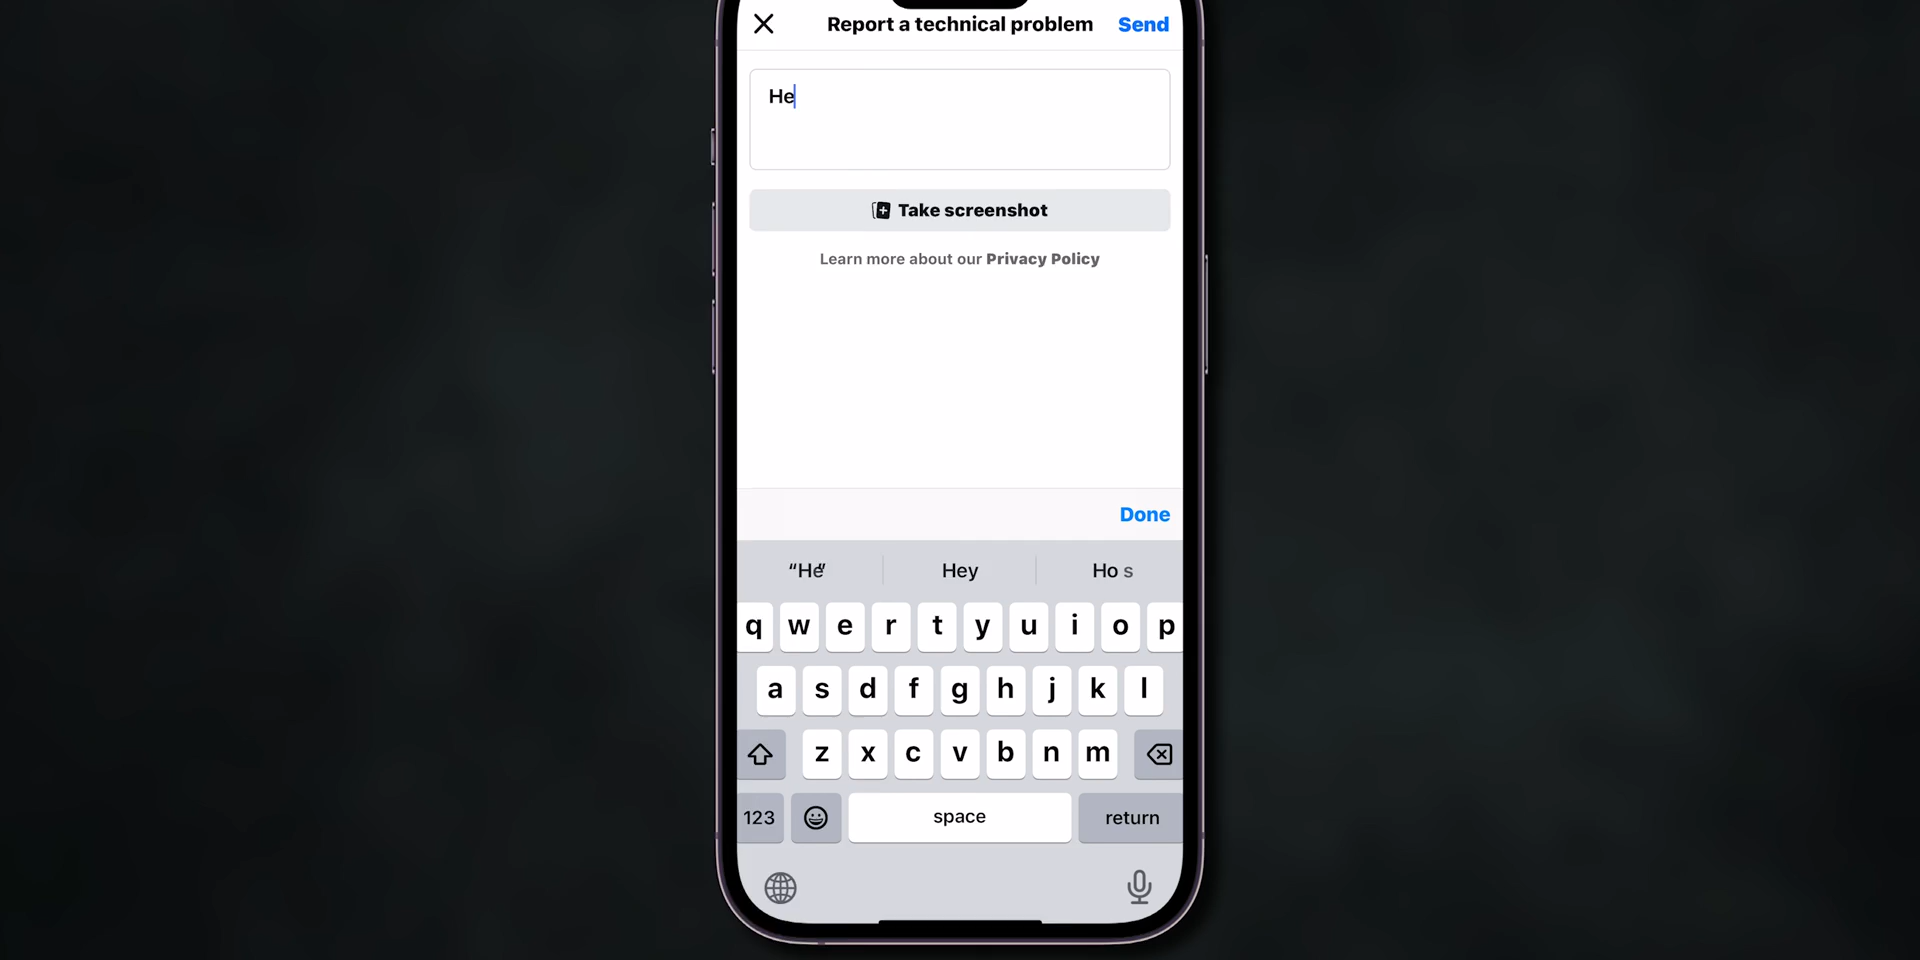 Report a technical problem Send
He
Take screenshot
Learn more about our Privacy Policy
Done
“He” Hey Ho s
q w e r t y u i o p
a s d f g h j k l
z x c v b n m
123 space return